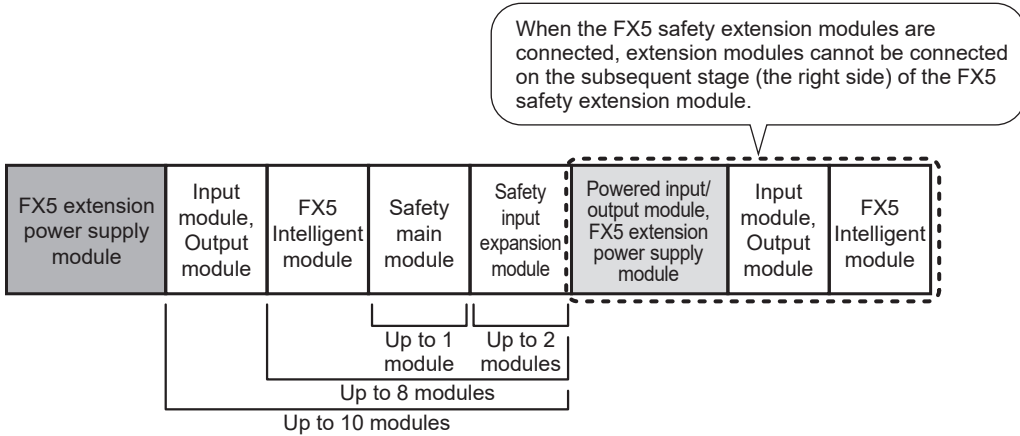 When the FX5 safety extension modules are
connected, extension modules cannot be connected
on the subsequent stage (the right side) of the FX5
safety extension module.
FX5 extension
power supply
module
Input
module,
Output
module
FX5
Intelligent
module
Safety
main
module
Safety
input
expansion
module
Powered input/
output module,
FX5 extension
power supply
module
Input
module,
Output
module
FX5
Intelligent
module
Up to 1
module
Up to 2
modules
Up to 8 modules
Up to 10 modules